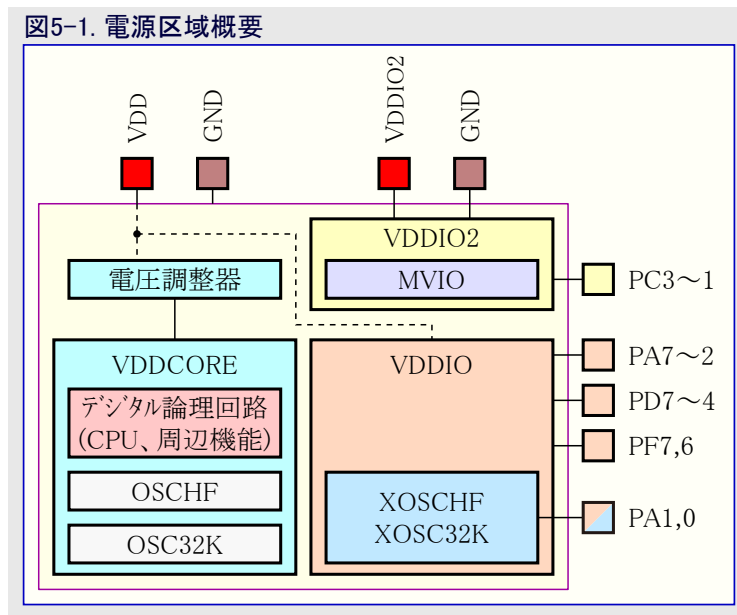 図5-1. 電源区域概要
VDD
GND
VDDIO2
GND
VDDIO2
MVIO
電圧調整器
PC3～1
VDDCORE
デジタル論理回路
(CPU、周辺機能)
OSCHF
OSC32K
VDDIO
XOSCHF
XOSC32K
PA7～2
PD7～4
PF7,6
PA1,0